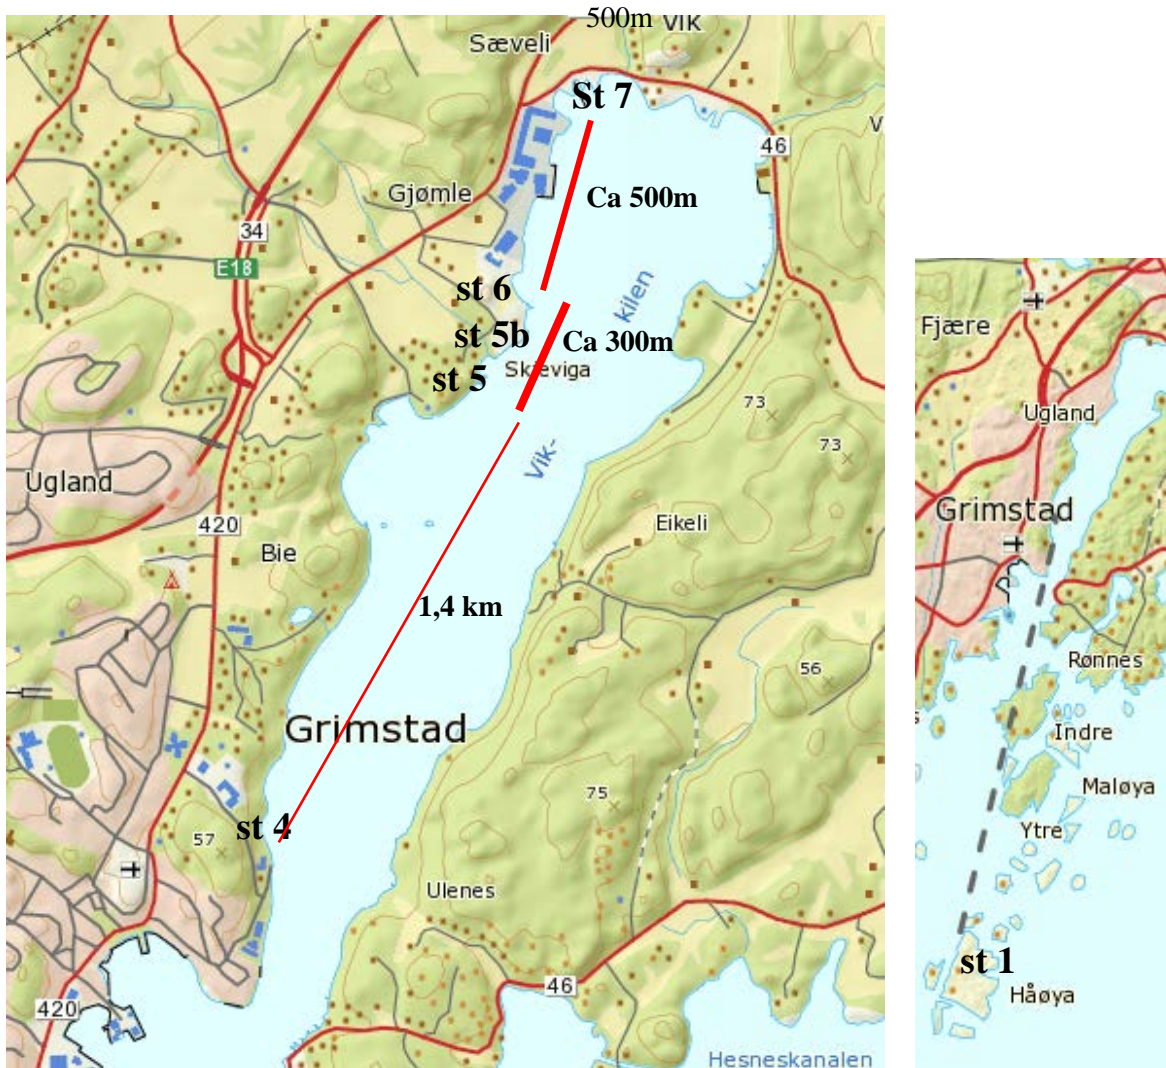 500m
Sæveli
Vik
St 7
V
46
Gjømle
Ca 500m
34
E18
st 6
kilen
st 5b
Ca 300m
Skjeviga
st 5
73
73
Vik-
Ugland
420
Eikeli
Bie
1,4 km
56
Grimstad
75
st 4
57
Ulenes
46
420
Hesneskanalen
Fjære
Ugland
Grimstad
Rønnes
s
Indre
Maløya
Ytre
st 1
Håøya